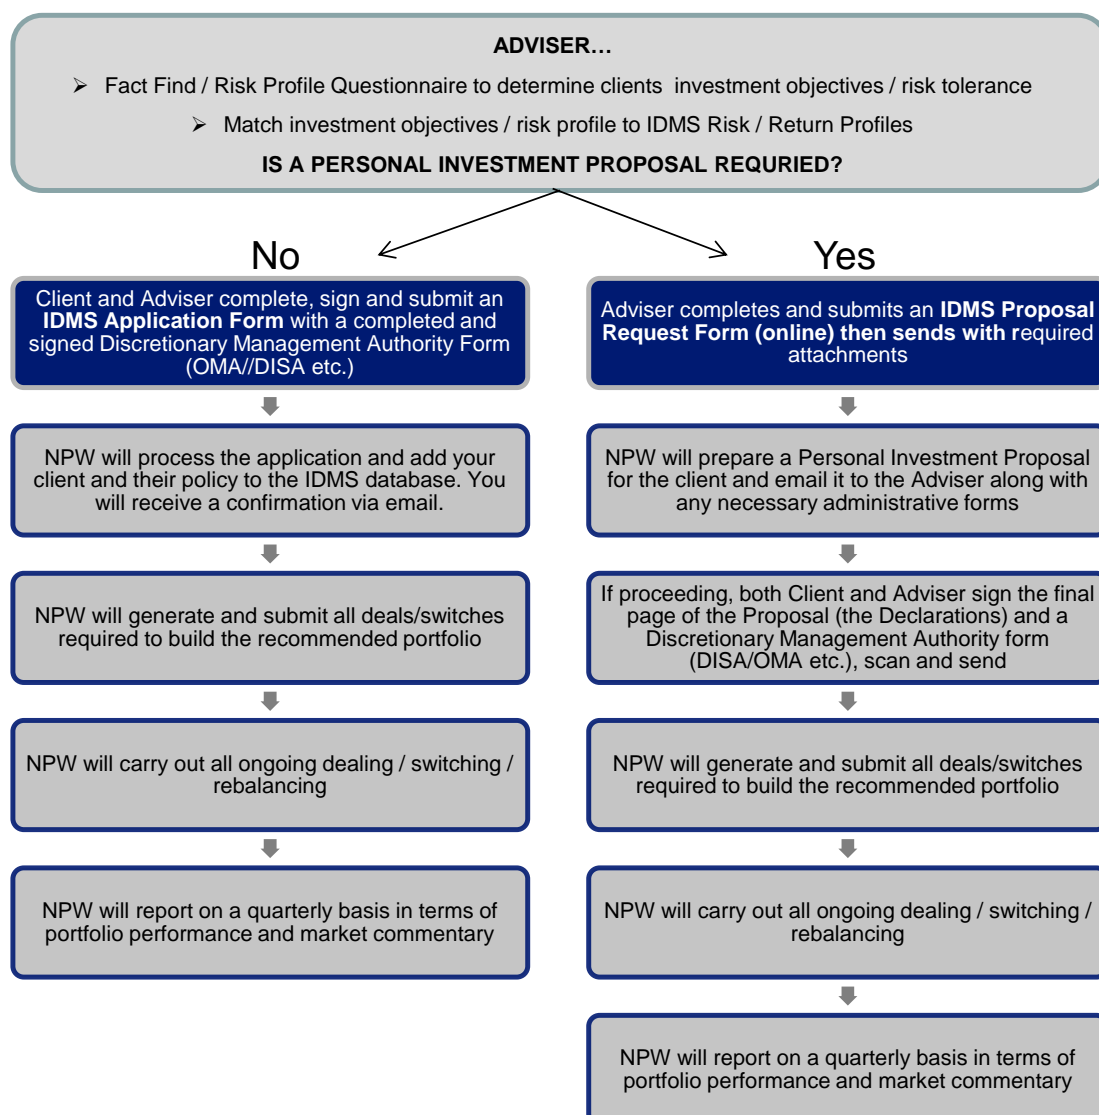 ADVISER…
➢ Fact Find / Risk Profile Questionnaire to determine clients investment objectives / risk tolerance
➢ Match investment objectives / risk profile to IDMS Risk / Return Profiles
IS A PERSONAL INVESTMENT PROPOSAL REQURIED?
No
Client and Adviser complete, sign and submit an
IDMS Application Form with a completed and
signed Discretionary Management Authority Form
(OMA//DISA etc.)
NPW will process the application and add your
client and their policy to the IDMS database. You
will receive a confirmation via email.
NPW will generate and submit all deals/switches
required to build the recommended portfolio
NPW will carry out all ongoing dealing / switching /
rebalancing
NPW will report on a quarterly basis in terms of
portfolio performance and market commentary
Yes
Adviser completes and submits an IDMS Proposal
Request Form (online) then sends with required
attachments
NPW will prepare a Personal Investment Proposal
for the client and email it to the Adviser along with
any necessary administrative forms
If proceeding, both Client and Adviser sign the final
page of the Proposal (the Declarations) and a
Discretionary Management Authority form
(DISA/OMA etc.), scan and send
NPW will generate and submit all deals/switches
required to build the recommended portfolio
NPW will carry out all ongoing dealing / switching /
rebalancing
NPW will report on a quarterly basis in terms of
portfolio performance and market commentary